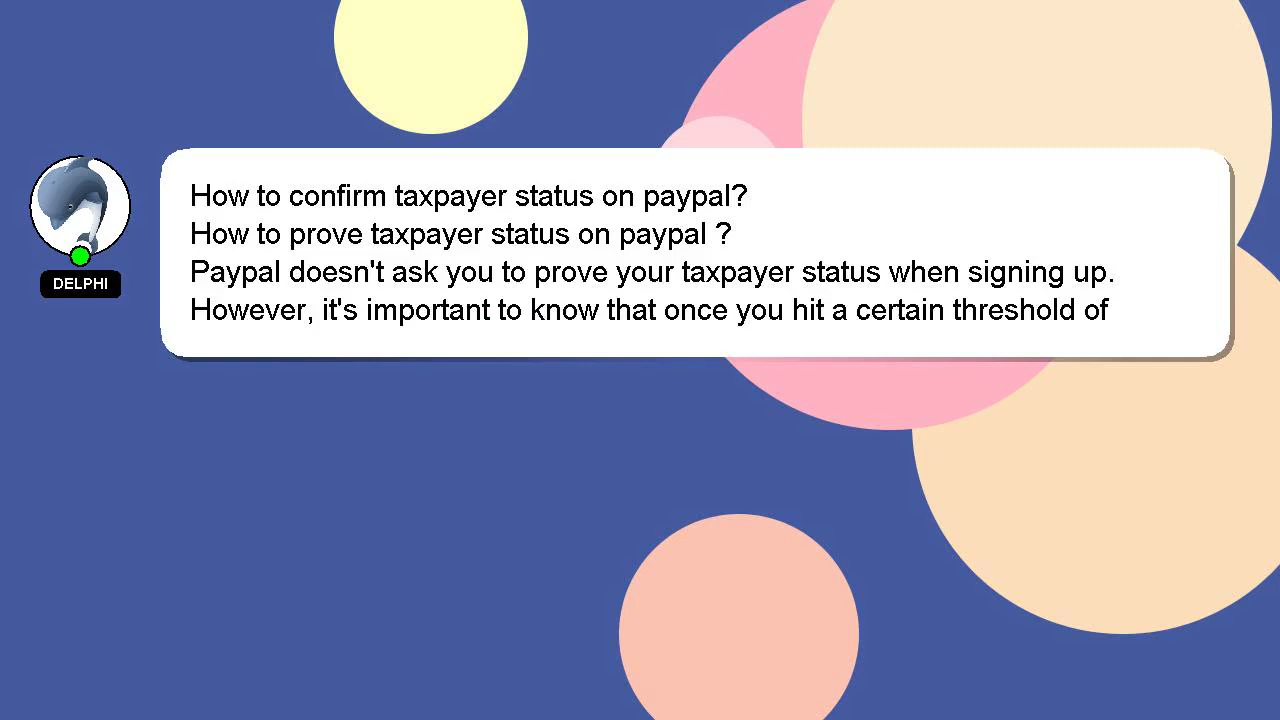 How to confirm taxpayer status on paypal?
How to prove taxpayer status on paypal ?
Paypal doesn't ask you to prove your taxpayer status when signing up.
However, it's important to know that once you hit a certain threshold of
DELPHI